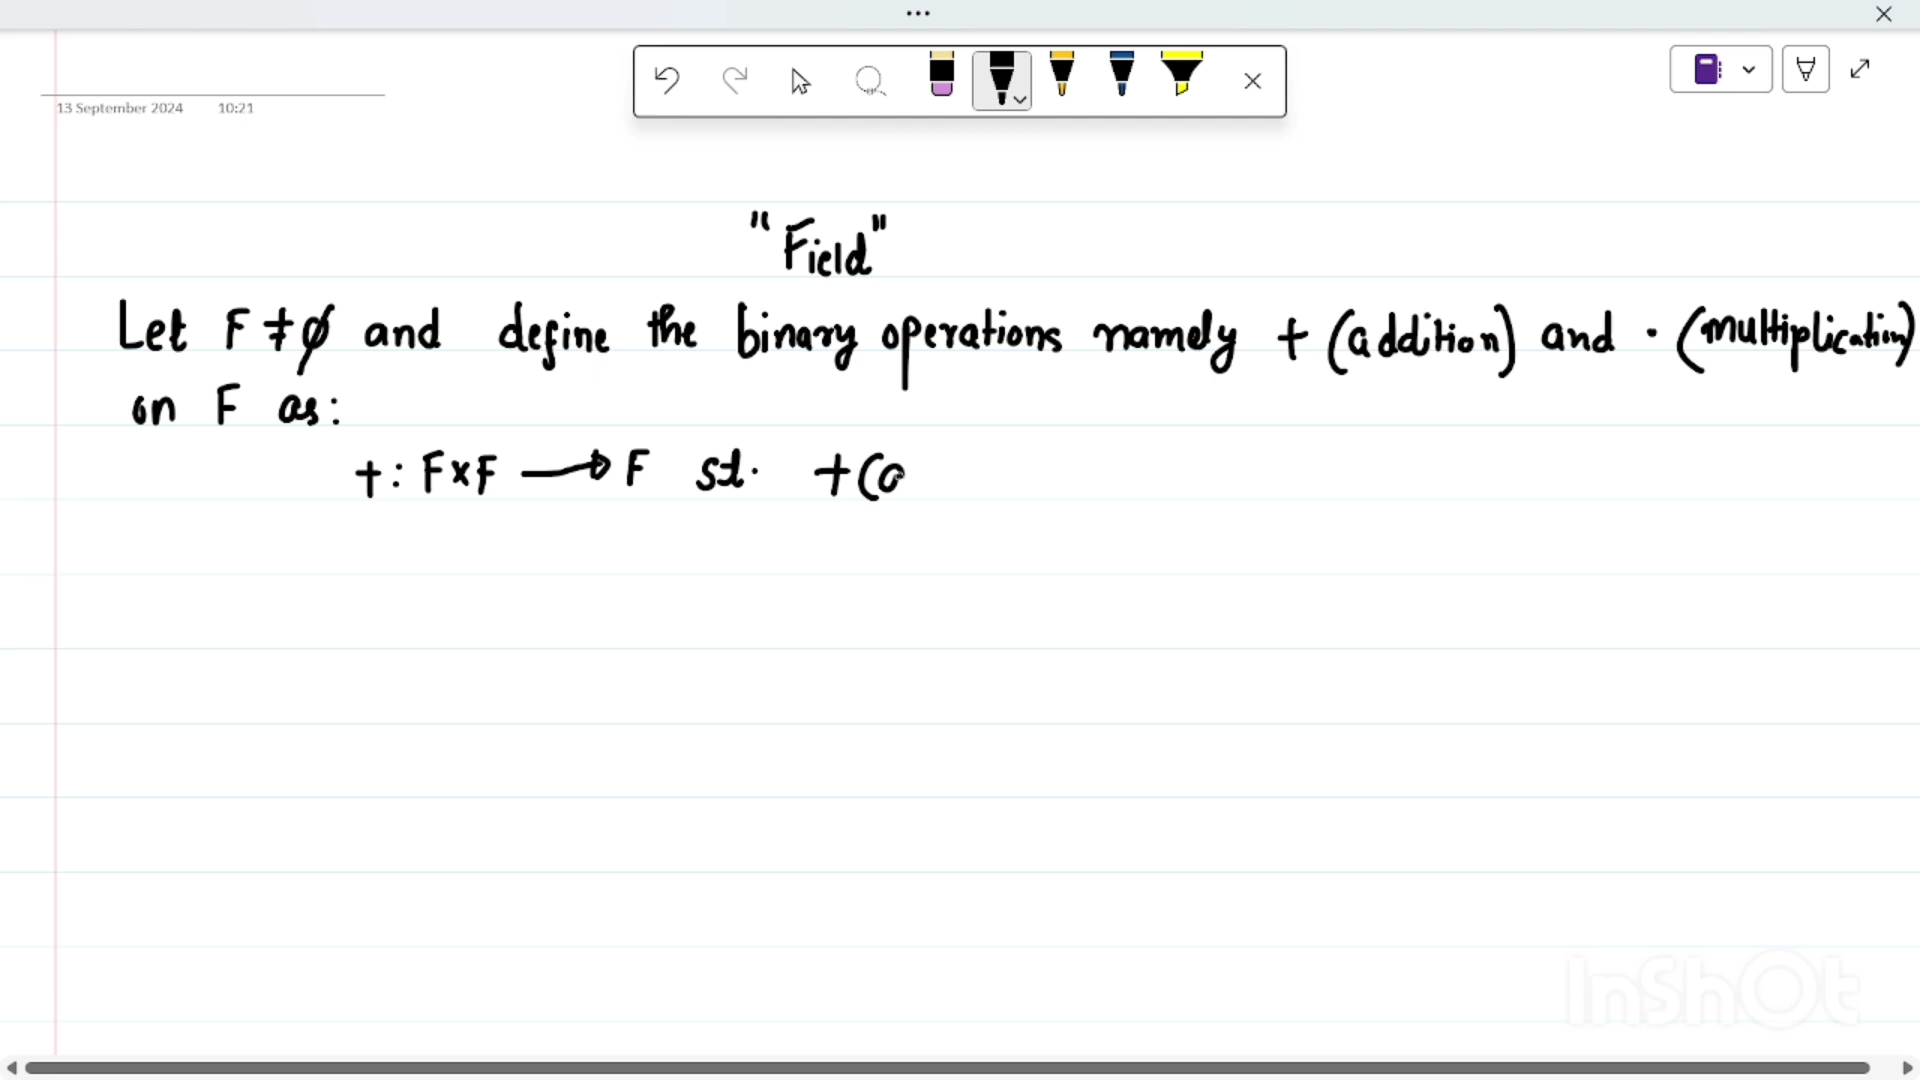 13 September 2024 10:21
"Field"
Let F ≠ ϕ and define the binary operations namely + (addition) and · (multiplication)
on F as:
+ : F×F ⟶ F st. +(a
InShOt